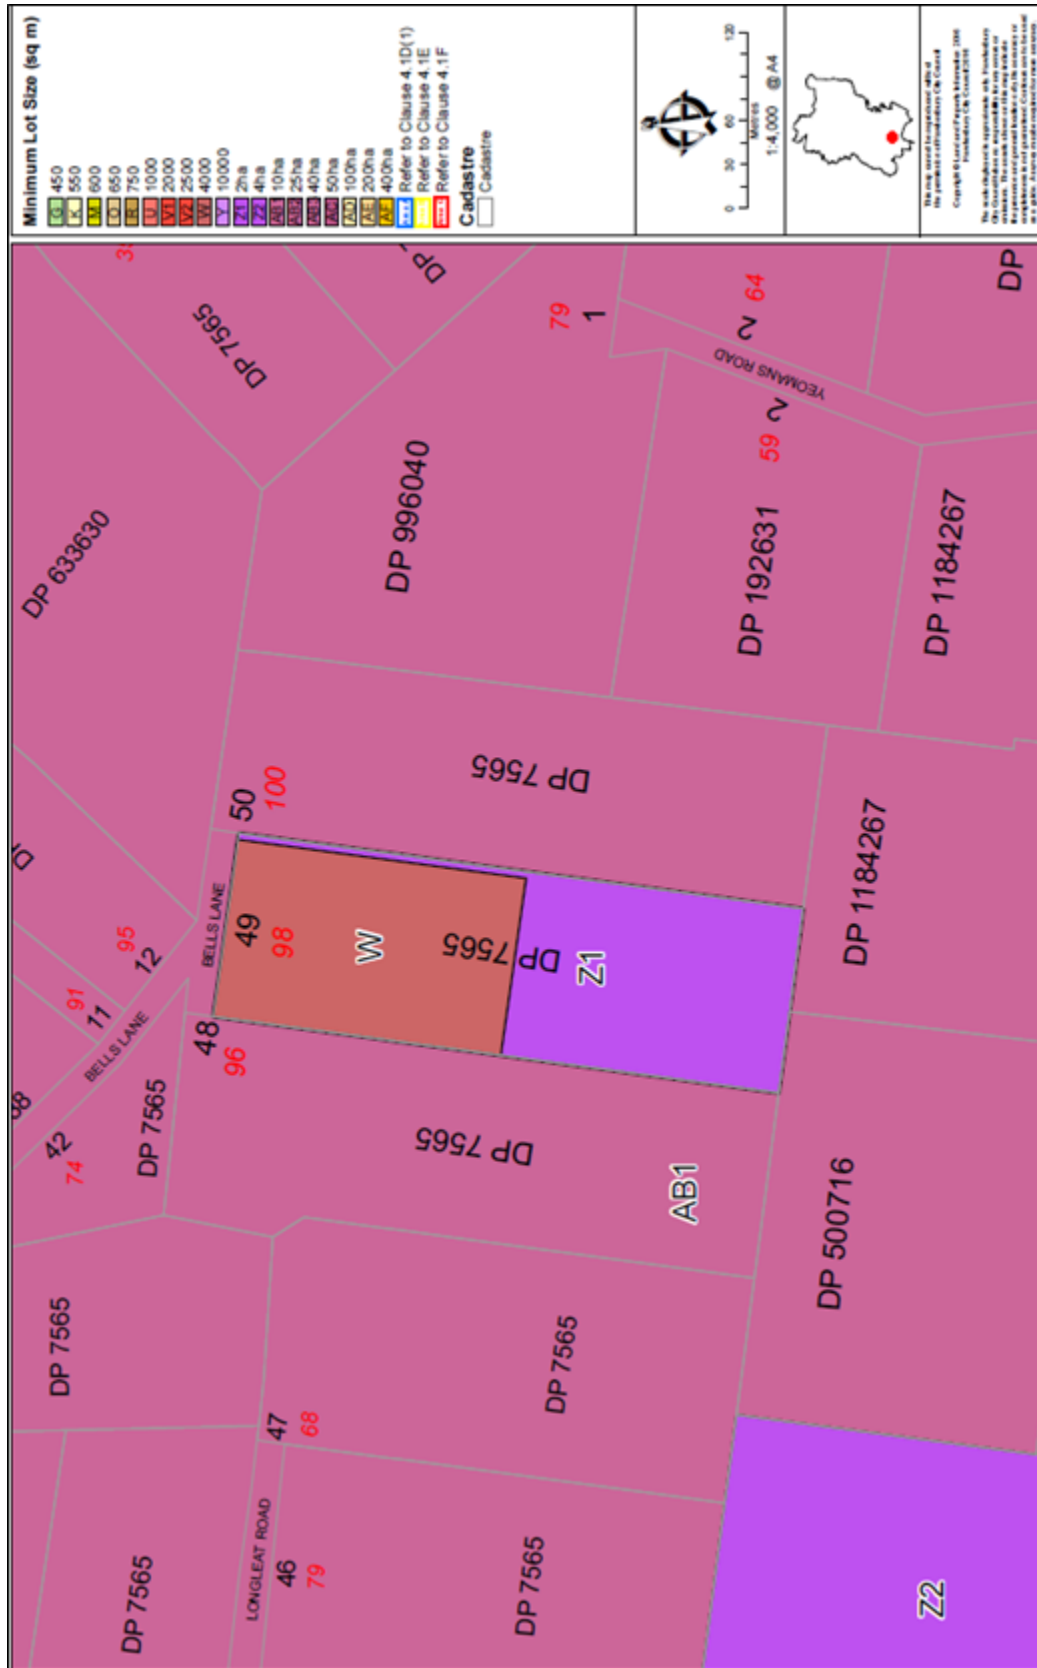 Minimum Lot Size (sq m)
G 450
K 550
M 600
O 650
R 750
U 1000
V1 2000
V2 2500
W 4000
Y 10000
Z1 2ha
Z2 4ha
AB1 10ha
AB2 25ha
AB3 40ha
AC 50ha
AD 100ha
AE 200ha
AF 400ha
Refer to Clause 4.1D(1)
Refer to Clause 4.1E
Refer to Clause 4.1F
Cadastre
Cadastre
0 30 60 120
Metres
1:4,000 @ A4
DP 7565
DP 7565
LONGLEAT ROAD
46
79
47
68
DP 7565
DP 7565
Z2
42
74
DP 7565
BELLS LANE
11
91
12
95
48
96
DP 7565
AB1
DP 500716
BELLS LANE
49
98
W
DP 7565
Z1
50
100
DP 7565
DP 1184267
DP 633630
DP 7565
DP
DP 996040
79
1
DP 192631
59
2
YEOMANS ROAD
2
64
DP 1184267
DP